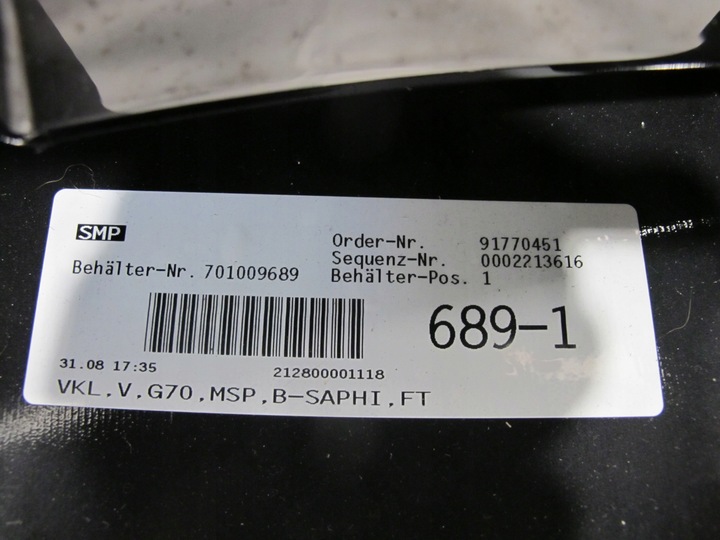 SMP
Order-Nr. 91770451
Sequenz-Nr. 0002213616
Behälter-Nr. 701009689
Behälter-Pos. 1
689-1
31.08 17:35
212800001118
VKL,V,G70,MSP,B-SAPHI,FT